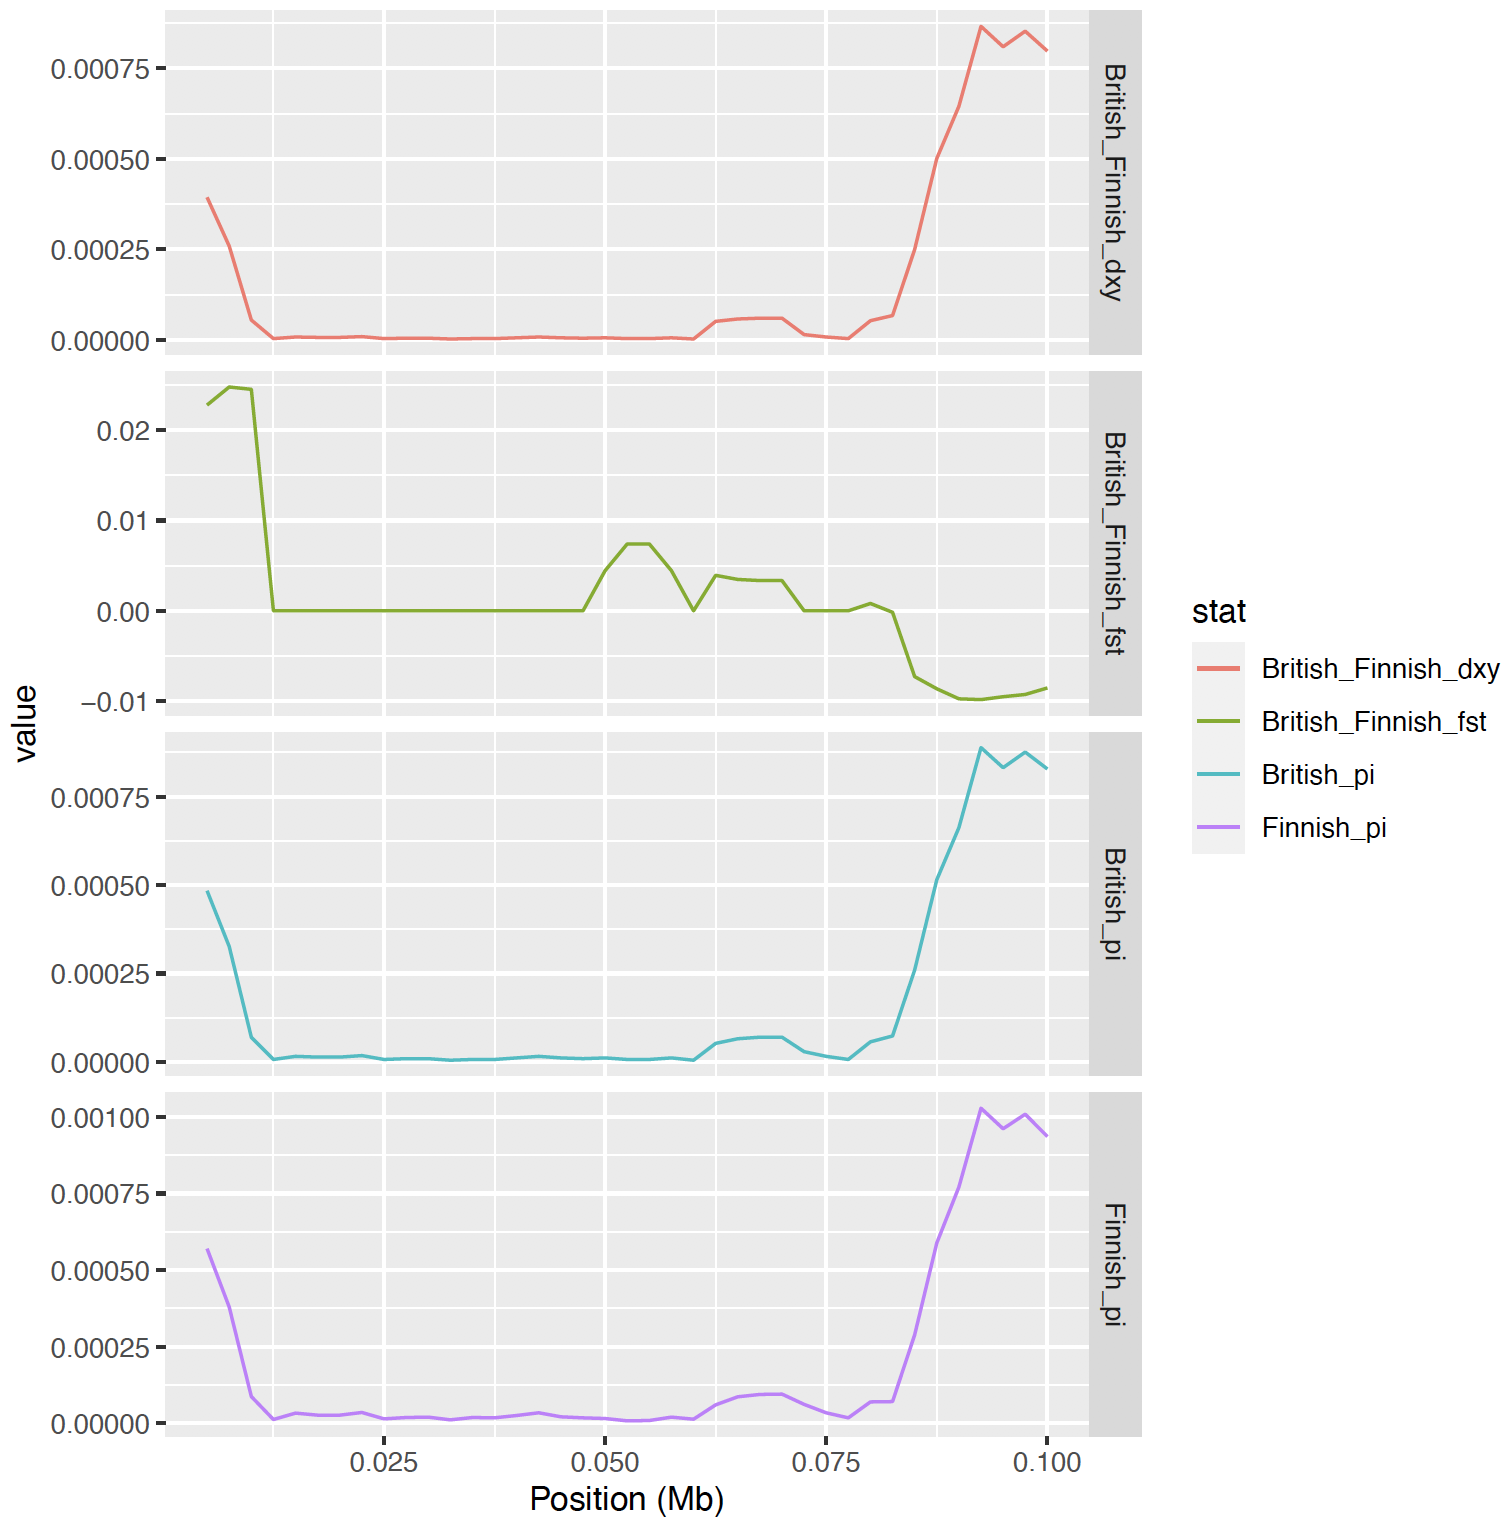 0.00075
0.00050
0.00025
0.00000
British_Finnish_dxy
0.02
0.01
0.00
−0.01
British_Finnish_fst
0.00075
0.00050
0.00025
0.00000
British_pi
0.00100
0.00075
0.00050
0.00025
0.00000
Finnish_pi
value
0.025 0.050 0.075 0.100
Position (Mb)
stat
British_Finnish_dxy
British_Finnish_fst
British_pi
Finnish_pi